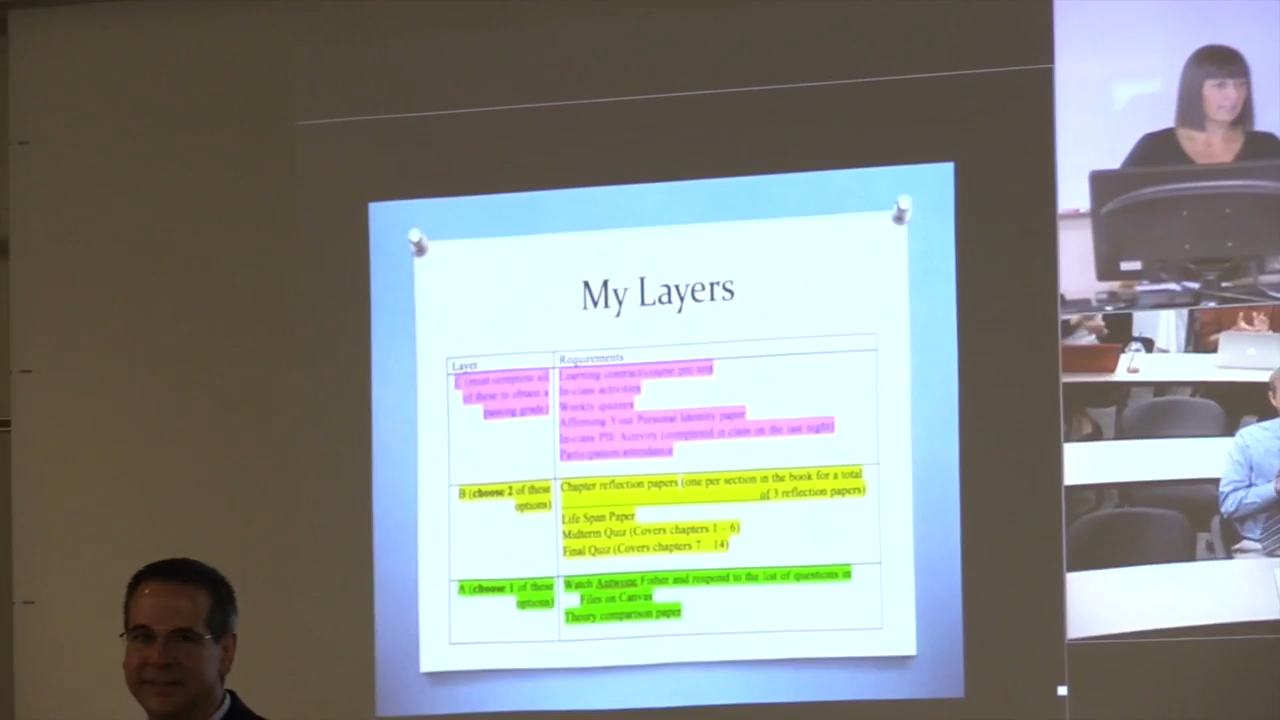 My Layers
Layer
Requirements
C (must complete all
of these to obtain a
passing grade)
Learning contract/course pre-test
In-class activities
Weekly quizzes
Affirming Your Personal Identity paper
In-class PIE Activity (completed in class on the last night)
Participation/attendance
B (choose 2 of these
options)
Chapter reflection papers (one per section in the book for a total
of 3 reflection papers)
Life Span Paper
Midterm Quiz (Covers chapters 1 - 6)
Final Quiz (Covers chapters 7 - 14)
A (choose 1 of these
options)
Watch Antwone Fisher and respond to the list of questions in
Files on Canvas
Theory comparison paper